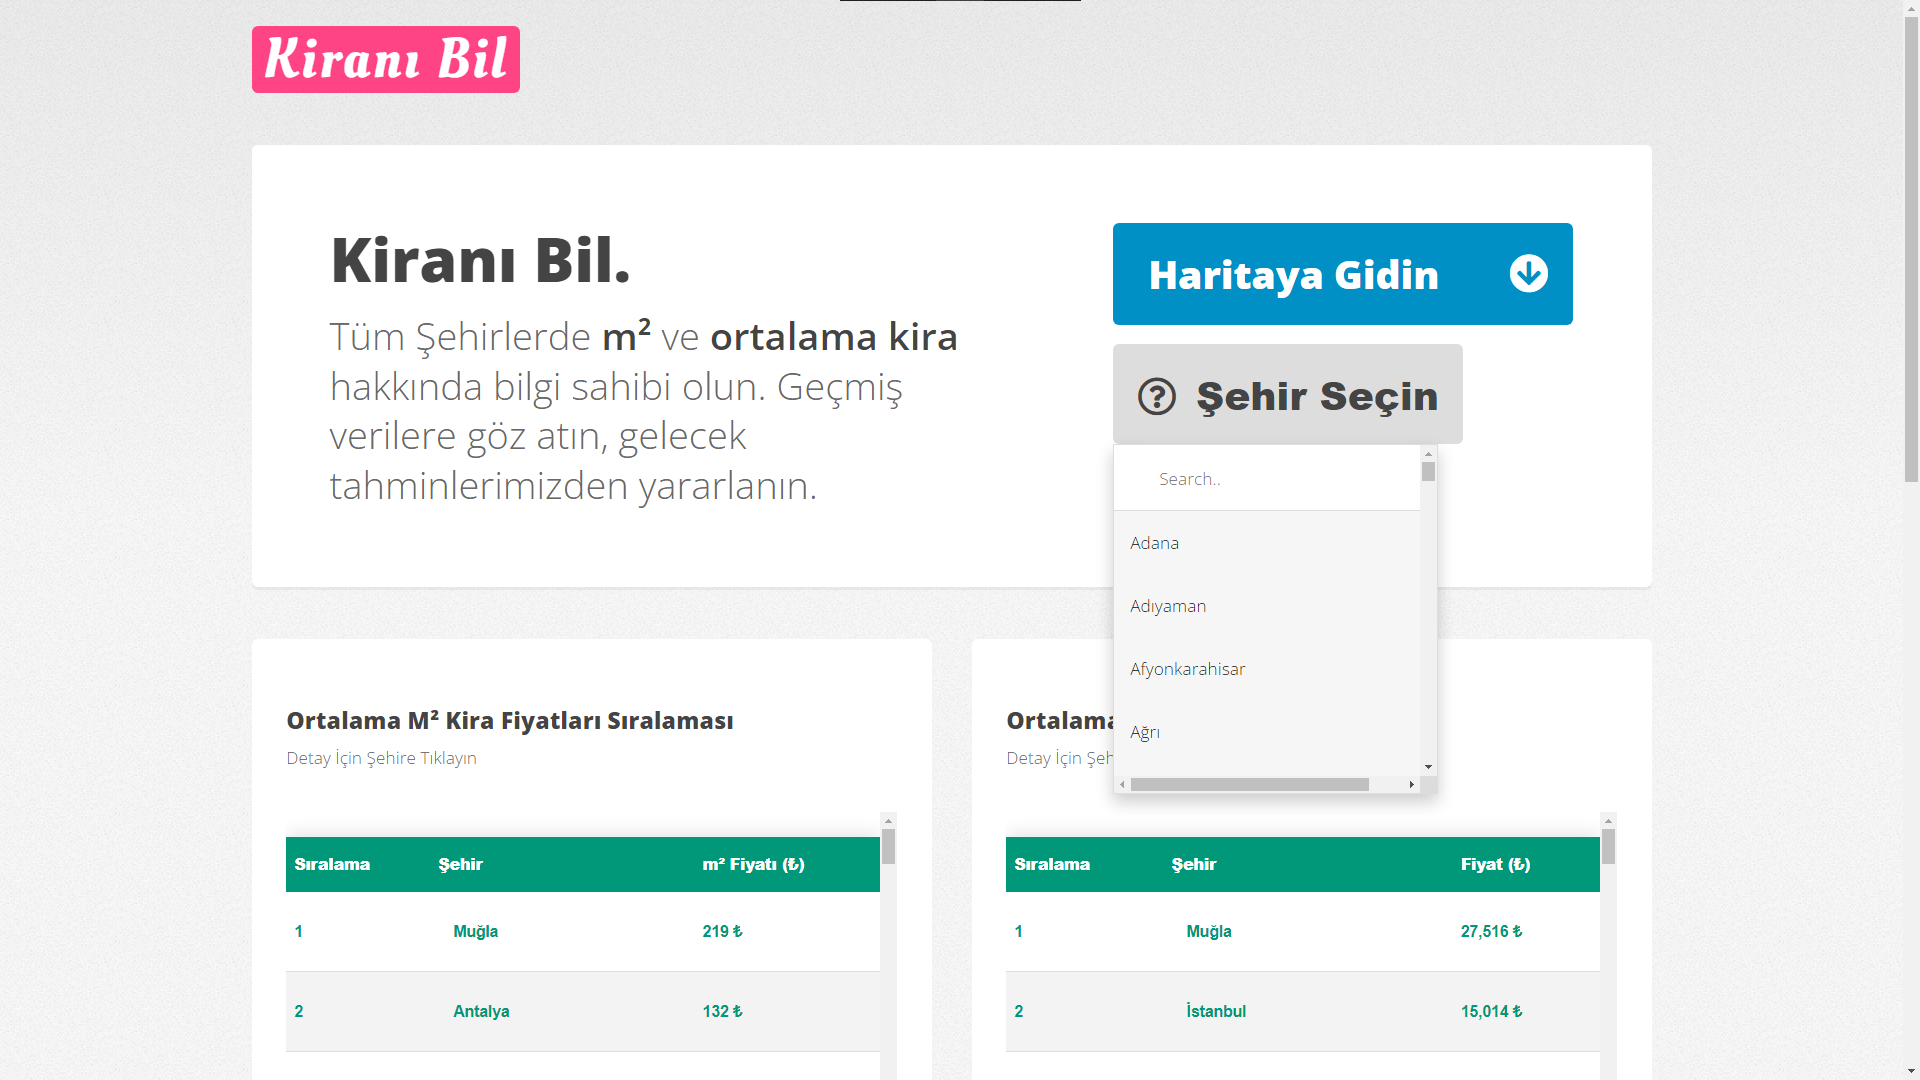 Kiranı Bil
Kiranı Bil.
Tüm Şehirlerde m² ve ortalama kira
hakkında bilgi sahibi olun. Geçmiş
verilere göz atın, gelecek
tahminlerimizden yararlanın.
Haritaya Gidin
Şehir Seçin
Search..
Adana
Adıyaman
Afyonkarahisar
Ağrı
Ortalama M² Kira Fiyatları Sıralaması
Detay İçin Şehire Tıklayın
Sıralama Şehir m² Fiyatı (₺)
1 Muğla 219 ₺
2 Antalya 132 ₺
Ortalama
Detay İçin Şeh
Sıralama Şehir Fiyat (₺)
1 Muğla 27,516 ₺
2 İstanbul 15,014 ₺